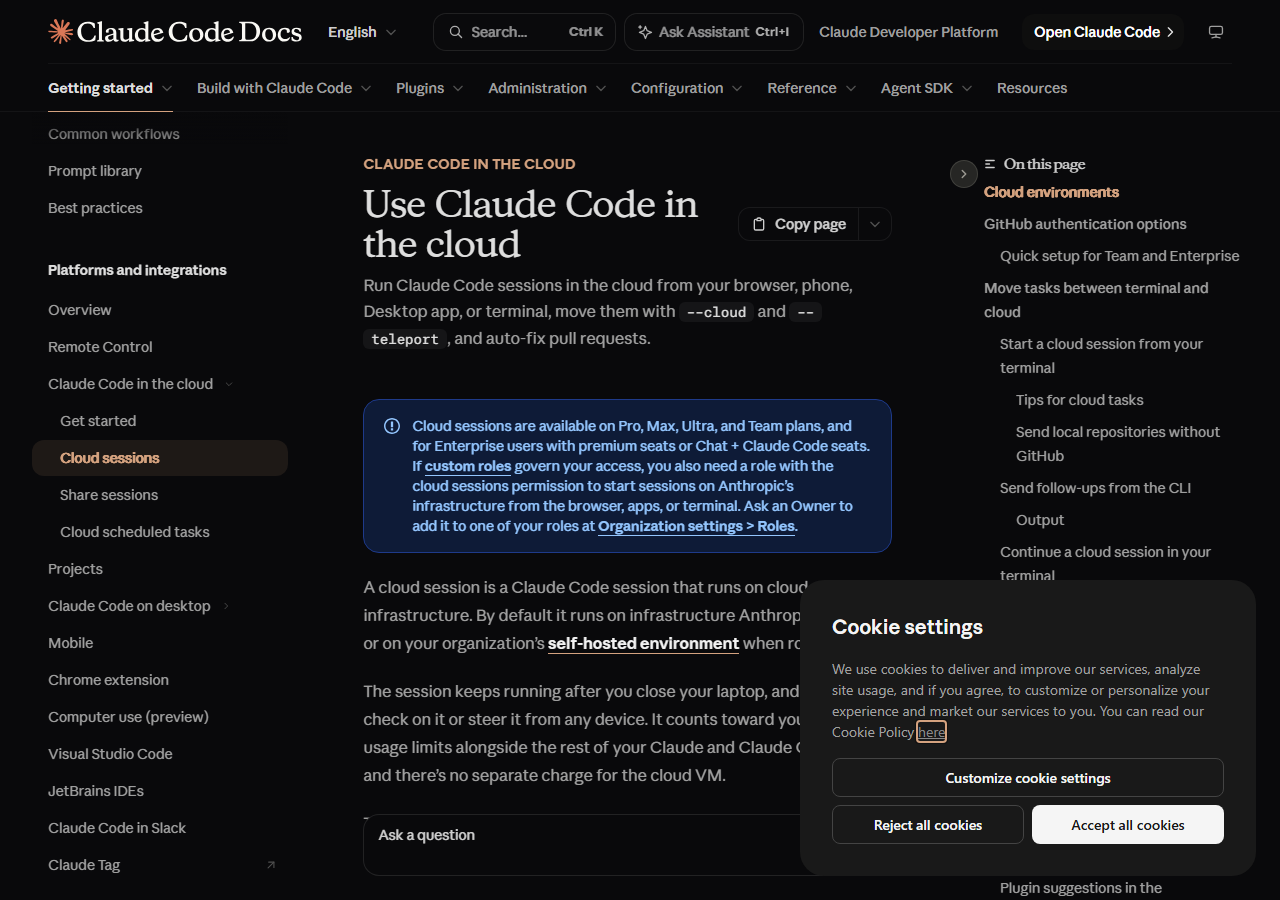 Claude Code Docs
English
Search...
Ctrl K
Ask Assistant
Ctrl+I
Claude Developer Platform
Open Claude Code
Getting started
Build with Claude Code
Plugins
Administration
Configuration
Reference
Agent SDK
Resources
Common workflows
Prompt library
Best practices
Platforms and integrations
Overview
Remote Control
Claude Code in the cloud
Get started
Cloud sessions
Share sessions
Cloud scheduled tasks
Projects
Claude Code on desktop
Mobile
Chrome extension
Computer use (preview)
Visual Studio Code
JetBrains IDEs
Claude Code in Slack
Claude Tag
CLAUDE CODE IN THE CLOUD
Use Claude Code in
the cloud
Copy page
Run Claude Code sessions in the cloud from your browser, phone,
Desktop app, or terminal, move them with --cloud and --
teleport, and auto-fix pull requests.
Cloud sessions are available on Pro, Max, Ultra, and Team plans, and
for Enterprise users with premium seats or Chat + Claude Code seats.
If custom roles govern your access, you also need a role with the
cloud sessions permission to start sessions on Anthropic's
infrastructure from the browser, apps, or terminal. Ask an Owner to
add it to one of your roles at Organization settings > Roles.
A cloud session is a Claude Code session that runs on cloud
infrastructure. By default it runs on infrastructure Anthrop
or on your organization's self-hosted environment when
The session keeps running after you close your laptop, and
check on it or steer it from any device. It counts toward
usage limits alongside the rest of your Claude and Claude
and there's no separate charge for the cloud VM.
Ask a question
On this page
Cloud environments
GitHub authentication options
Quick setup for Team and Enterprise
Move tasks between terminal and
cloud
Start a cloud session from your
terminal
Tips for cloud tasks
Send local repositories without
GitHub
Send follow-ups from the CLI
Output
Continue a cloud session in your
terminal
Plugin suggestions in the
Cookie settings
We use cookies to deliver and improve our services, analyze
site usage, and if you agree, to customize or personalize your
experience and market our services to you. You can read our
Cookie Policy here
Customize cookie settings
Reject all cookies
Accept all cookies